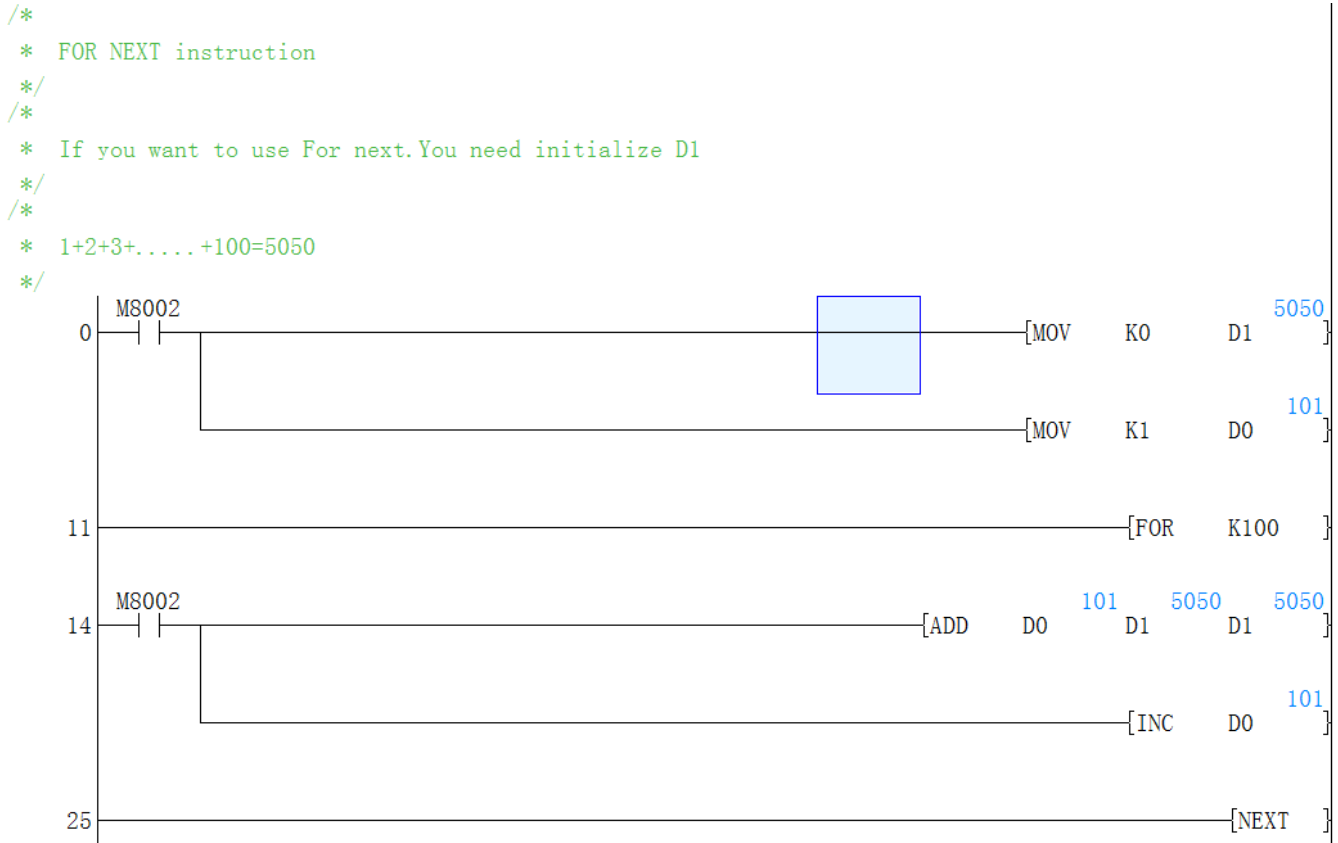 /*
* FOR NEXT instruction
*/
/*
* If you want to use For next.You need initialize D1
*/
/*
* 1+2+3+.....+100=5050
*/
M8002
5050
0
[MOV K0 D1 ]
101
[MOV K1 D0 ]
11
[FOR K100 ]
M8002
101 5050 5050
14
[ADD D0 D1 D1 ]
101
[INC D0 ]
25
[NEXT ]